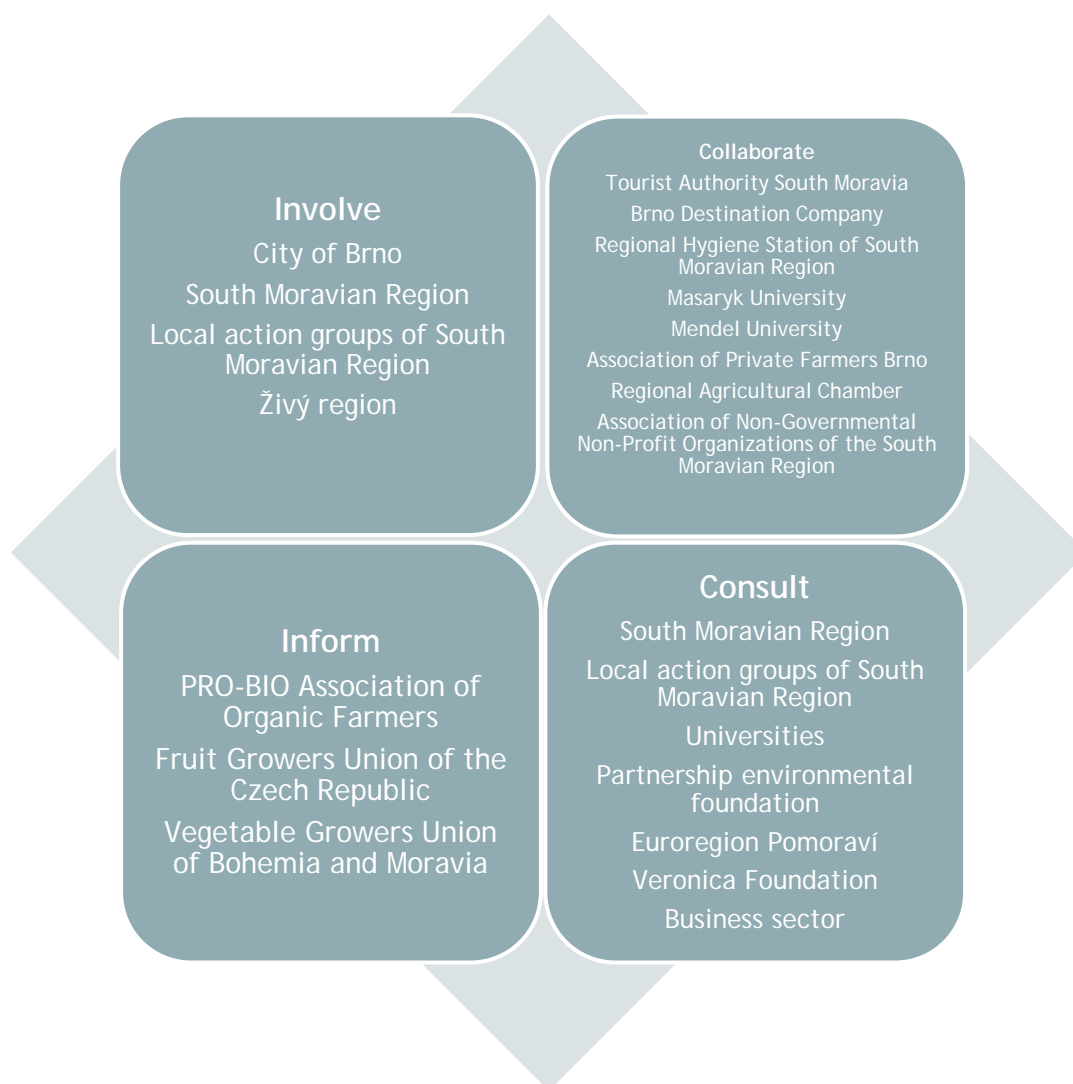 Involve
City of Brno
South Moravian Region
Local action groups of South
Moravian Region
Živý region
Collaborate
Tourist Authority South Moravia
Brno Destination Company
Regional Hygiene Station of South
Moravian Region
Masaryk University
Mendel University
Association of Private Farmers Brno
Regional Agricultural Chamber
Association of Non-Governmental
Non-Profit Organizations of the South
Moravian Region
Inform
PRO-BIO Association of
Organic Farmers
Fruit Growers Union of the
Czech Republic
Vegetable Growers Union
of Bohemia and Moravia
Consult
South Moravian Region
Local action groups of South
Moravian Region
Universities
Partnership environmental
foundation
Euroregion Pomoraví
Veronica Foundation
Business sector